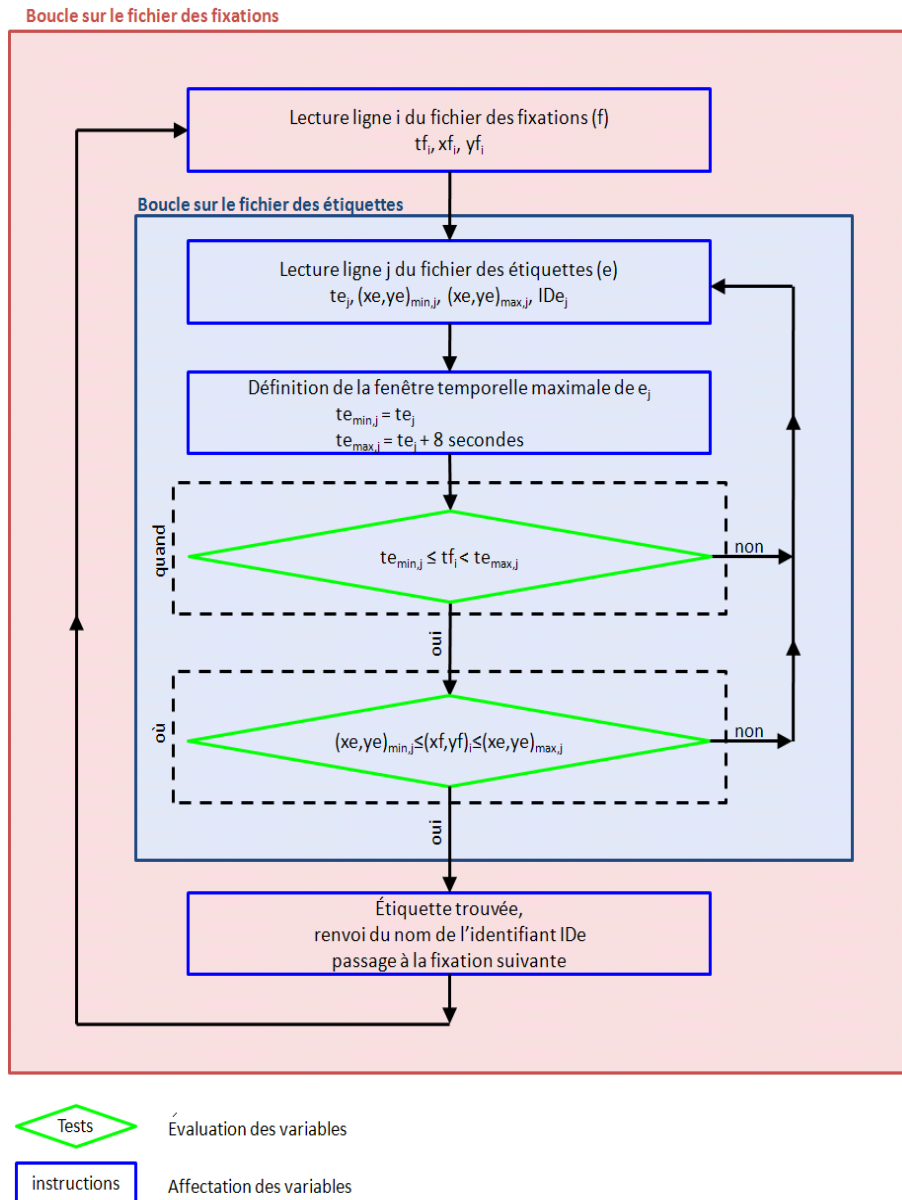 Boucle sur le fichier des fixations
Lecture ligne i du fichier des fixations (f)
tfᵢ, xfᵢ, yfᵢ
Boucle sur le fichier des étiquettes
Lecture ligne j du fichier des étiquettes (e)
teⱼ, (xe,ye)min,j, (xe,ye)max,j, IDeⱼ
Définition de la fenêtre temporelle maximale de eⱼ
temin,j = teⱼ
temax,j = teⱼ + 8 secondes
quand
temin,j ≤ tfᵢ < temax,j
non
oui
où
(xe,ye)min,j≤(xf,yf)ᵢ≤(xe,ye)max,j
non
oui
Étiquette trouvée,
renvoi du nom de l'identifiant IDe
passage à la fixation suivante
Tests
Évaluation des variables
instructions
Affectation des variables